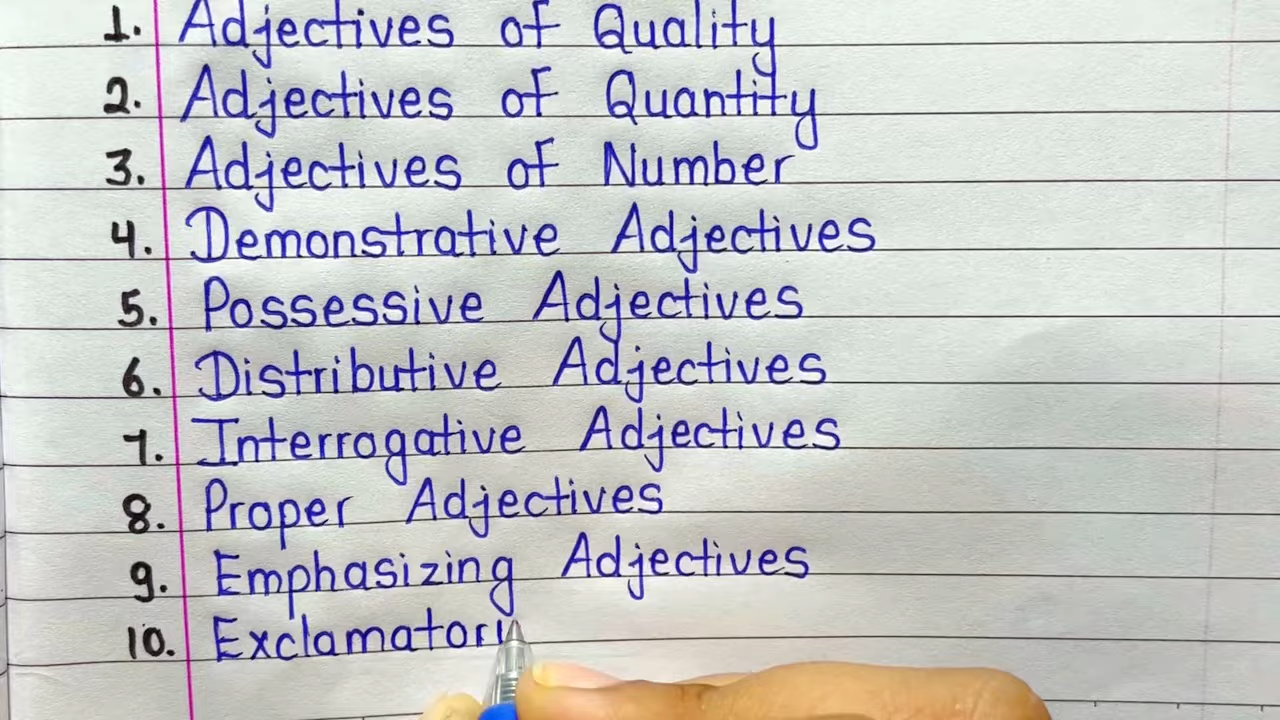 1. Adjectives of Quality
2. Adjectives of Quantity
3. Adjectives of Number
4. Demonstrative Adjectives
5. Possessive Adjectives
6. Distributive Adjectives
7. Interrogative Adjectives
8. Proper Adjectives
9. Emphasizing Adjectives
10. Exclamator